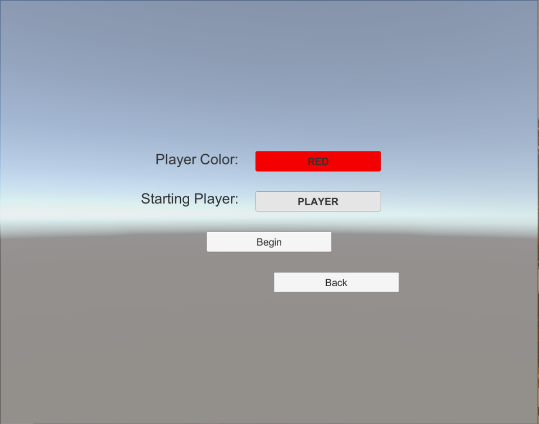 Player Color: RED
Starting Player: PLAYER
Begin
Back